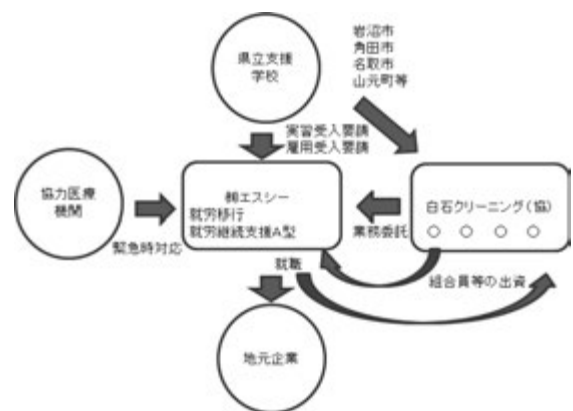 県立支援
学校
岩沼市
角田市
名取市
山元町等
実習受入要請
雇用受入要請
協力医療
機関
緊急時対応
㈱エスシー
就労移行
就労継続支援A型
業務委託
白石クリーニング(協)
○ ○ ○ ○
就職
組合員等の出資
地元企業